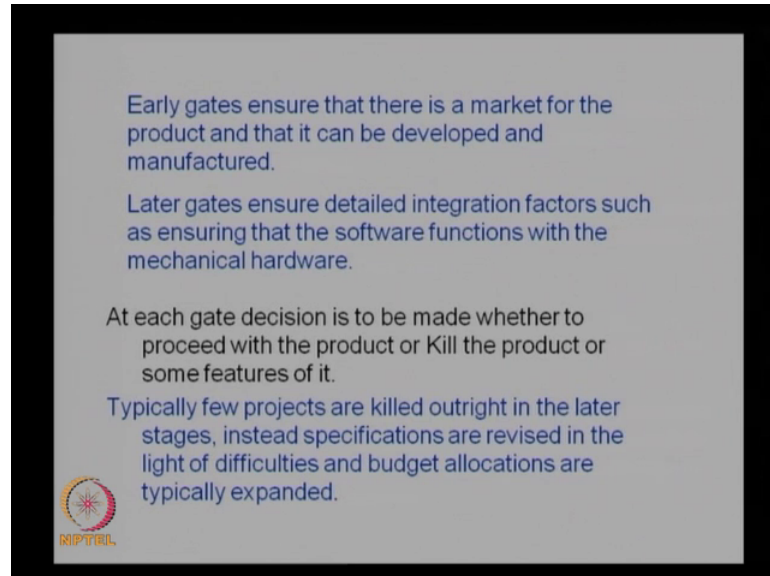 Early gates ensure that there is a market for the
product and that it can be developed and
manufactured.
Later gates ensure detailed integration factors such
as ensuring that the software functions with the
mechanical hardware.
At each gate decision is to be made whether to
proceed with the product or Kill the product or
some features of it.
Typically few projects are killed outright in the later
stages, instead specifications are revised in the
light of difficulties and budget allocations are
typically expanded.
NPTEL